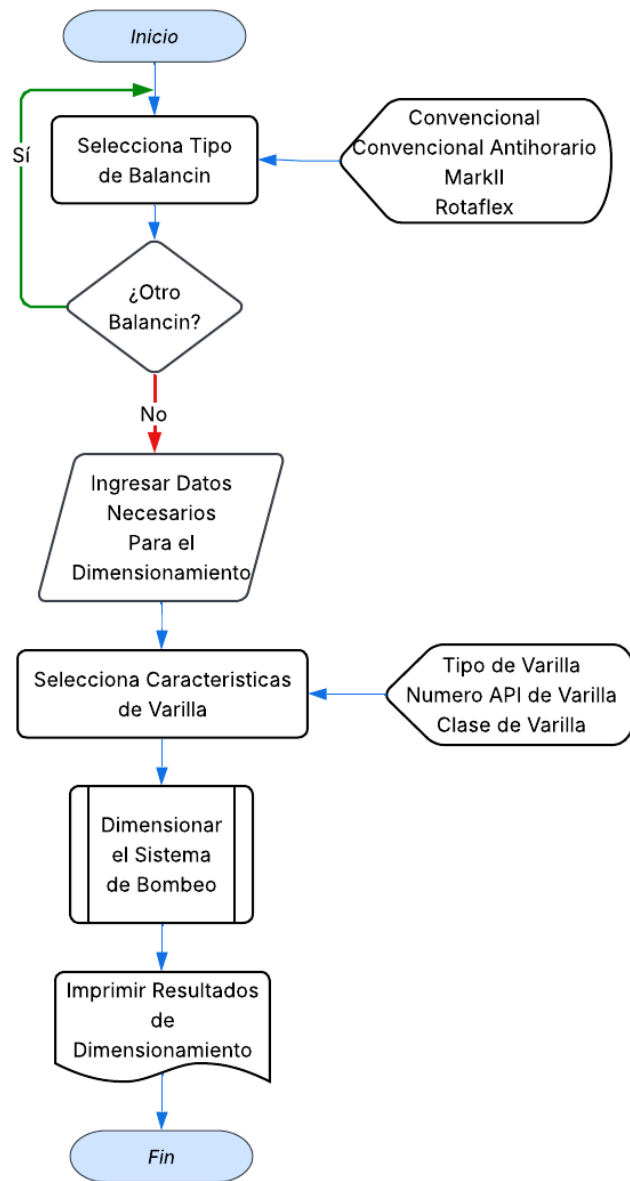 Inicio
Selecciona Tipo
de Balancin
Convencional
Convencional Antihorario
MarkII
Rotaflex
Sí
¿Otro
Balancin?
No
Ingresar Datos
Necesarios
Para el
Dimensionamiento
Selecciona Caracteristicas
de Varilla
Tipo de Varilla
Numero API de Varilla
Clase de Varilla
Dimensionar
el Sistema
de Bombeo
Imprimir Resultados
de
Dimensionamiento
Fin